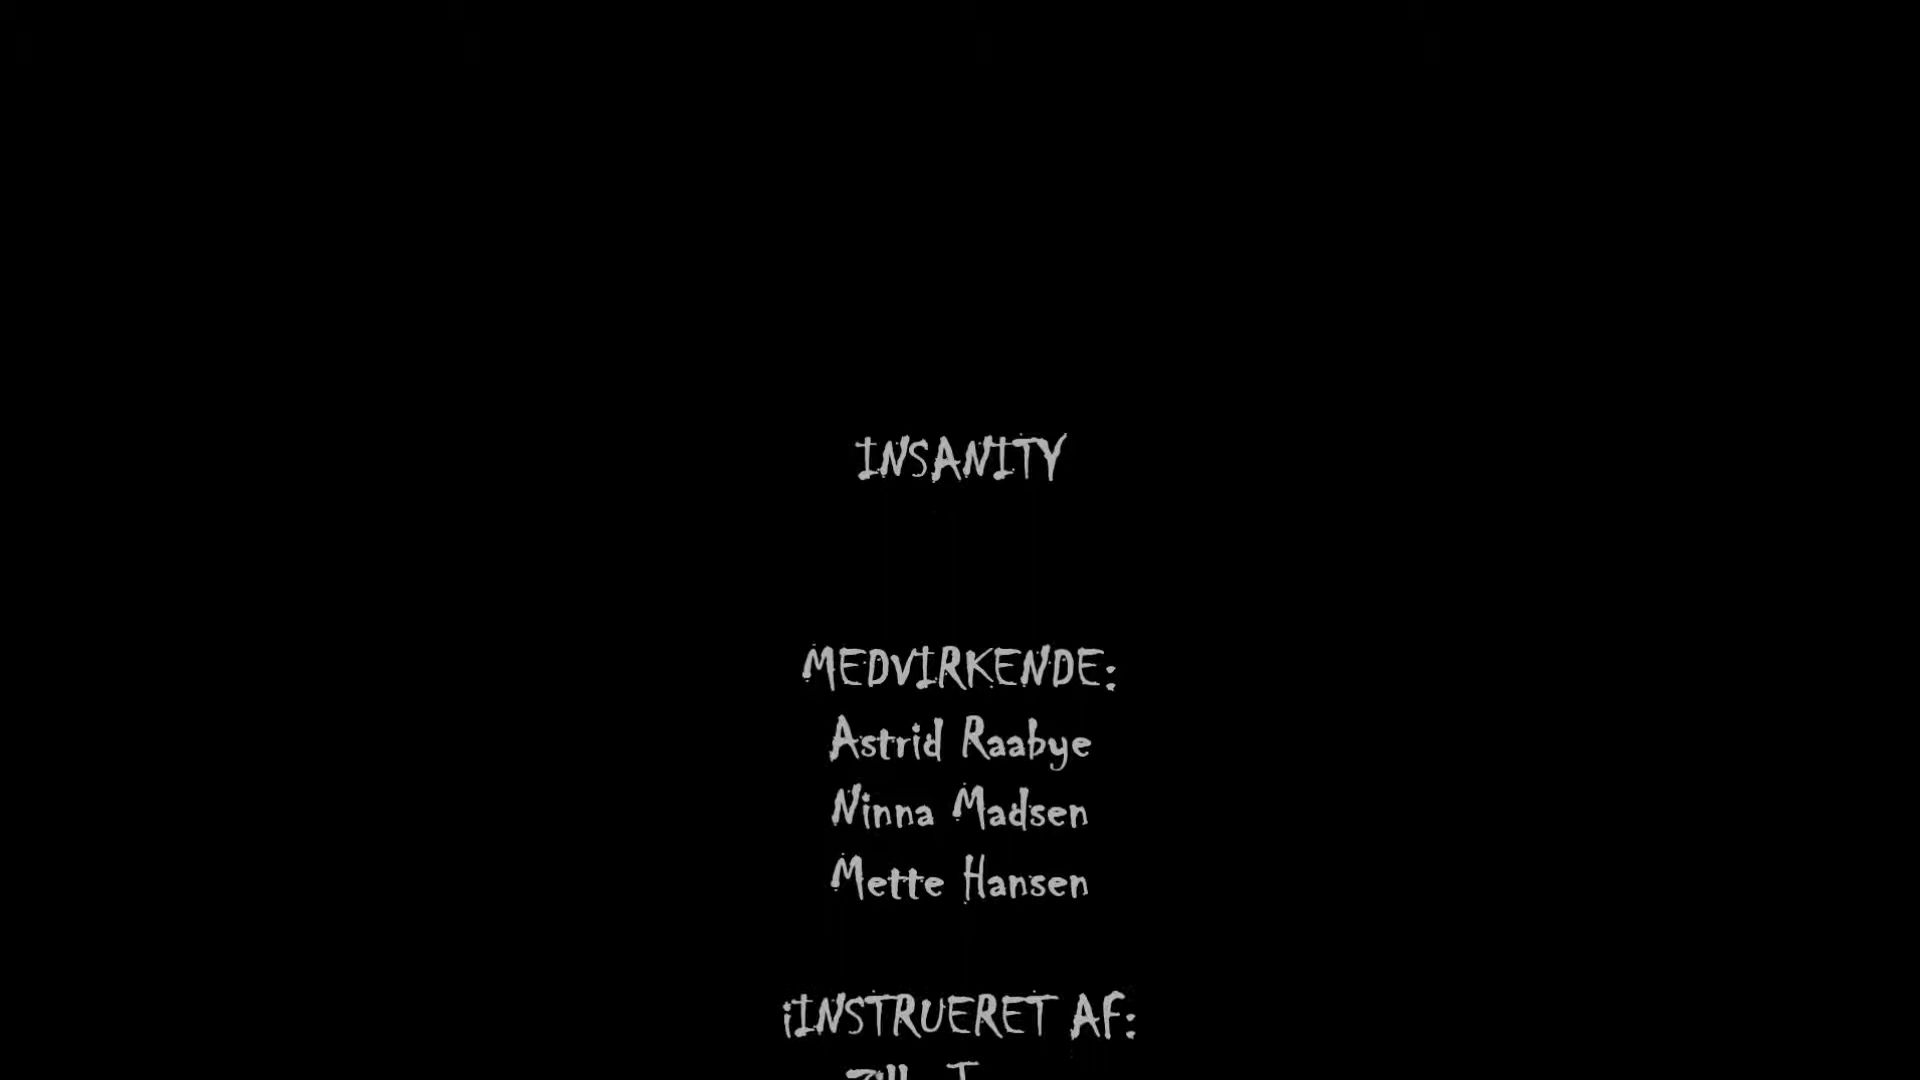 INSANITY
MEDVIRKENDE:
Astrid Raabye
Ninna Madsen
Mette Hansen
iINSTRUERET AF: